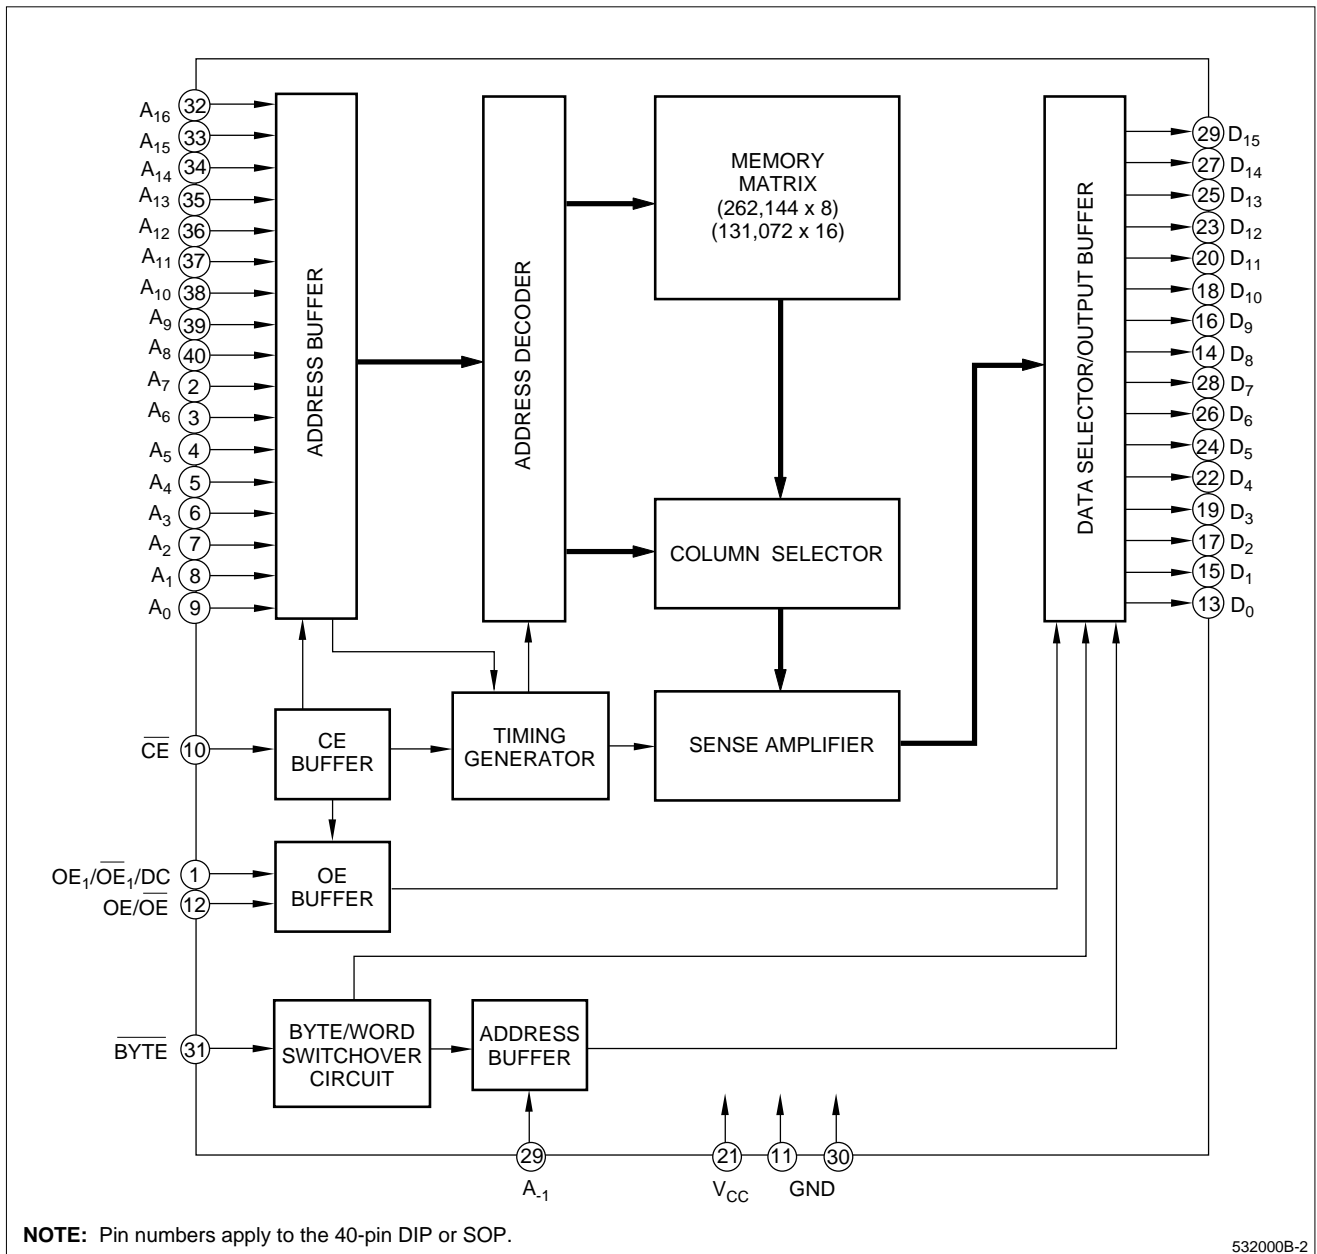 A16 32
A15 33
A14 34
A13 35
A12 36
A11 37
A10 38
A9 39
A8 40
A7 2
A6 3
A5 4
A4 5
A3 6
A2 7
A1 8
A0 9
CE 10
OE1/OE1/DC 1
OE/OE 12
BYTE 31
ADDRESS BUFFER
ADDRESS DECODER
MEMORY
MATRIX
(262,144 x 8)
(131,072 x 16)
COLUMN SELECTOR
SENSE AMPLIFIER
TIMING
GENERATOR
CE
BUFFER
OE
BUFFER
BYTE/WORD
SWITCHOVER
CIRCUIT
ADDRESS
BUFFER
DATA SELECTOR/OUTPUT BUFFER
29 D15
27 D14
25 D13
23 D12
20 D11
18 D10
16 D9
14 D8
28 D7
26 D6
24 D5
22 D4
19 D3
17 D2
15 D1
13 D0
29
A-1
21
VCC
11
30
GND
NOTE: Pin numbers apply to the 40-pin DIP or SOP.
532000B-2